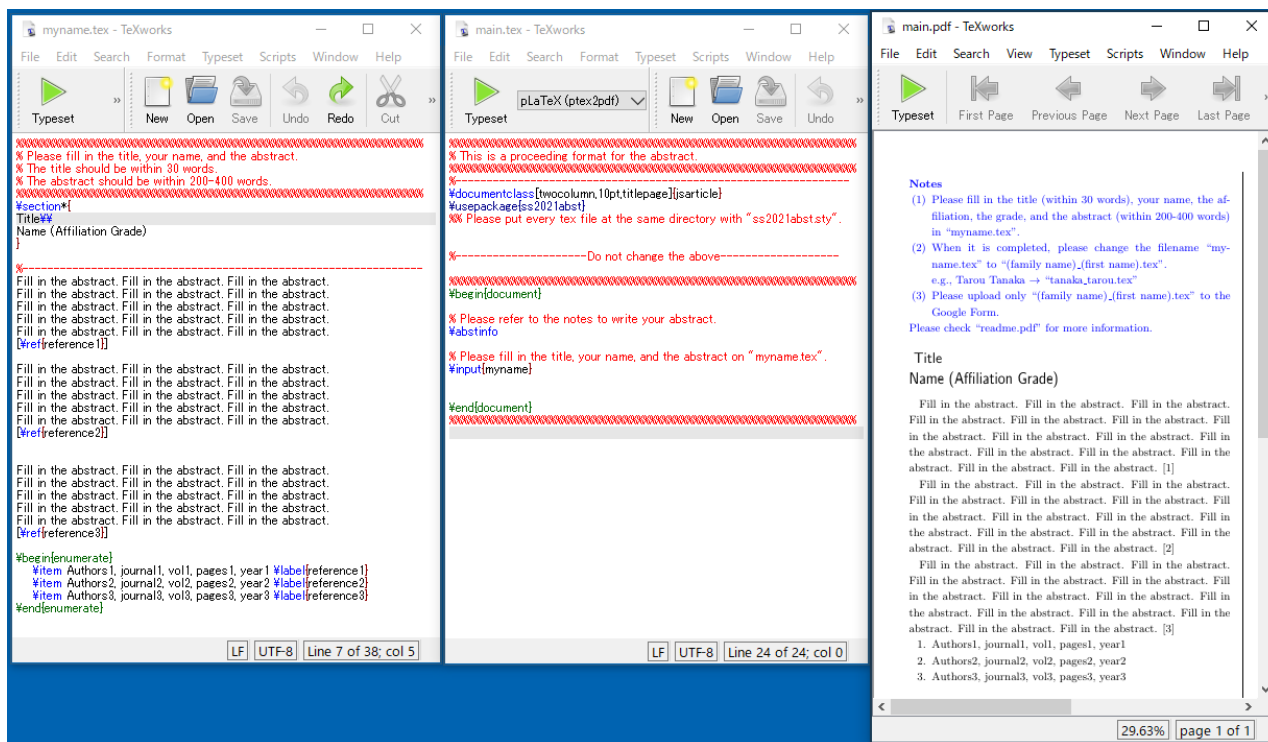 myname.tex - TeXworks
File Edit Search Format Typeset Scripts Window Help
Typeset » New Open Save Undo Redo Cut »
%%%%%%%%%%%%%%%%%%%%%%%%%%%%%%%%%%%%%%%%%%%%%%%%%%
% Please fill in the title, your name, and the abstract.
% The title should be within 30 words.
% The abstract should be within 200-400 words.
%%%%%%%%%%%%%%%%%%%%%%%%%%%%%%%%%%%%%%%%%%%%%%%%%%
¥section*{
Title¥¥
Name (Affiliation Grade)
}
%------------------------------------------------------------------
Fill in the abstract. Fill in the abstract. Fill in the abstract.
Fill in the abstract. Fill in the abstract. Fill in the abstract.
Fill in the abstract. Fill in the abstract. Fill in the abstract.
Fill in the abstract. Fill in the abstract. Fill in the abstract.
Fill in the abstract. Fill in the abstract. Fill in the abstract.
[¥ref{reference1}]
Fill in the abstract. Fill in the abstract. Fill in the abstract.
Fill in the abstract. Fill in the abstract. Fill in the abstract.
Fill in the abstract. Fill in the abstract. Fill in the abstract.
Fill in the abstract. Fill in the abstract. Fill in the abstract.
Fill in the abstract. Fill in the abstract. Fill in the abstract.
[¥ref{reference2}]
Fill in the abstract. Fill in the abstract. Fill in the abstract.
Fill in the abstract. Fill in the abstract. Fill in the abstract.
Fill in the abstract. Fill in the abstract. Fill in the abstract.
Fill in the abstract. Fill in the abstract. Fill in the abstract.
Fill in the abstract. Fill in the abstract. Fill in the abstract.
[¥ref{reference3}]
¥begin{enumerate}
¥item Authors1, journal1, vol1, pages1, year1 ¥label{reference1}
¥item Authors2, journal2, vol2, pages2, year2 ¥label{reference2}
¥item Authors3, journal3, vol3, pages3, year3 ¥label{reference3}
¥end{enumerate}
LF UTF-8 Line 7 of 38; col 5
main.tex - TeXworks
File Edit Search Format Typeset Scripts Window Help
Typeset pLaTeX (ptex2pdf) New Open Save Undo »
%%%%%%%%%%%%%%%%%%%%%%%%%%%%%%%%%%%%%%%%%%%%%%%%%%
% This is a proceeding format for the abstract.
%%%%%%%%%%%%%%%%%%%%%%%%%%%%%%%%%%%%%%%%%%%%%%%%%%
%------------------------------------------------------------------
¥documentclass[twocolumn,10pt,titlepage]{jsarticle}
¥usepackage{ss2021abst}
%% Please put every tex file at the same directory with "ss2021abst.sty".
%----------------------Do not change the above--------------------
%%%%%%%%%%%%%%%%%%%%%%%%%%%%%%%%%%%%%%%%%%%%%%%%%%
¥begin{document}
% Please refer to the notes to write your abstract.
¥abstinfo
% Please fill in the title, your name, and the abstract on "myname.tex".
¥input{myname}
¥end{document}
%%%%%%%%%%%%%%%%%%%%%%%%%%%%%%%%%%%%%%%%%%%%%%%%%%
LF UTF-8 Line 24 of 24; col 0
main.pdf - TeXworks
File Edit Search View Typeset Scripts Window Help
Typeset First Page Previous Page Next Page Last Page
Notes
(1) Please fill in the title (within 30 words), your name, the af-
filiation, the grade, and the abstract (within 200-400 words)
in “myname.tex”.
(2) When it is completed, please change the filename “my-
name.tex” to “(family name)_(first name).tex”.
e.g., Tarou Tanaka → “tanaka_tarou.tex”
(3) Please upload only “(family name)_(first name).tex” to the
Google Form.
Please check “readme.pdf” for more information.
Title
Name (Affiliation Grade)
Fill in the abstract. Fill in the abstract. Fill in the abstract.
Fill in the abstract. Fill in the abstract. Fill in the abstract. Fill
in the abstract. Fill in the abstract. Fill in the abstract. Fill in
the abstract. Fill in the abstract. Fill in the abstract. Fill in the
abstract. Fill in the abstract. Fill in the abstract. [1]
Fill in the abstract. Fill in the abstract. Fill in the abstract.
Fill in the abstract. Fill in the abstract. Fill in the abstract. Fill
in the abstract. Fill in the abstract. Fill in the abstract. Fill in
the abstract. Fill in the abstract. Fill in the abstract. Fill in the
abstract. Fill in the abstract. Fill in the abstract. [2]
Fill in the abstract. Fill in the abstract. Fill in the abstract.
Fill in the abstract. Fill in the abstract. Fill in the abstract. Fill
in the abstract. Fill in the abstract. Fill in the abstract. Fill in
the abstract. Fill in the abstract. Fill in the abstract. Fill in the
abstract. Fill in the abstract. Fill in the abstract. [3]
1. Authors1, journal1, vol1, pages1, year1
2. Authors2, journal2, vol2, pages2, year2
3. Authors3, journal3, vol3, pages3, year3
29.63% page 1 of 1